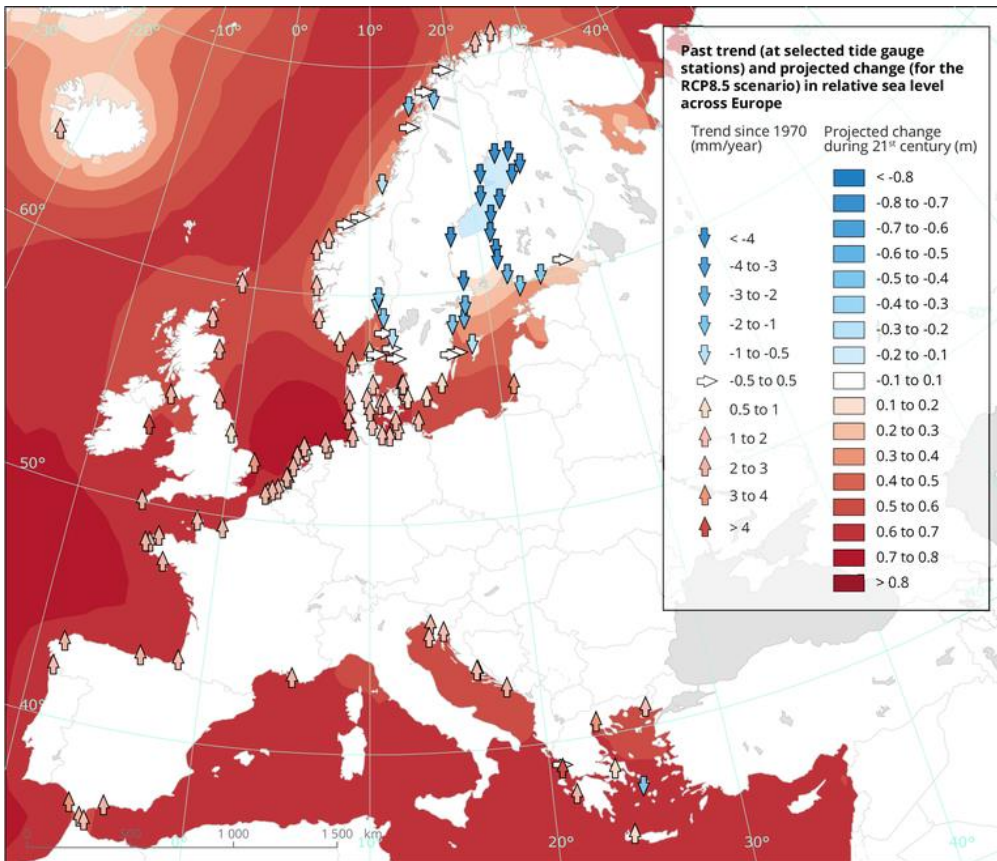 -30°
-20°
-10°
0°
10°
20°
30°
40°
50°
60°
50°
40°
Past trend (at selected tide gauge
stations) and projected change (for the
RCP8.5 scenario) in relative sea level
across Europe
Trend since 1970
(mm/year)
< -4
-4 to -3
-3 to -2
-2 to -1
-1 to -0.5
-0.5 to 0.5
0.5 to 1
1 to 2
2 to 3
3 to 4
> 4
Projected change
during 21st century (m)
< -0.8
-0.8 to -0.7
-0.7 to -0.6
-0.6 to -0.5
-0.5 to -0.4
-0.4 to -0.3
-0.3 to -0.2
-0.2 to -0.1
-0.1 to 0.1
0.1 to 0.2
0.2 to 0.3
0.3 to 0.4
0.4 to 0.5
0.5 to 0.6
0.6 to 0.7
0.7 to 0.8
> 0.8
0 500 1 000 1 500 km
0°
10°
20°
30°
40°